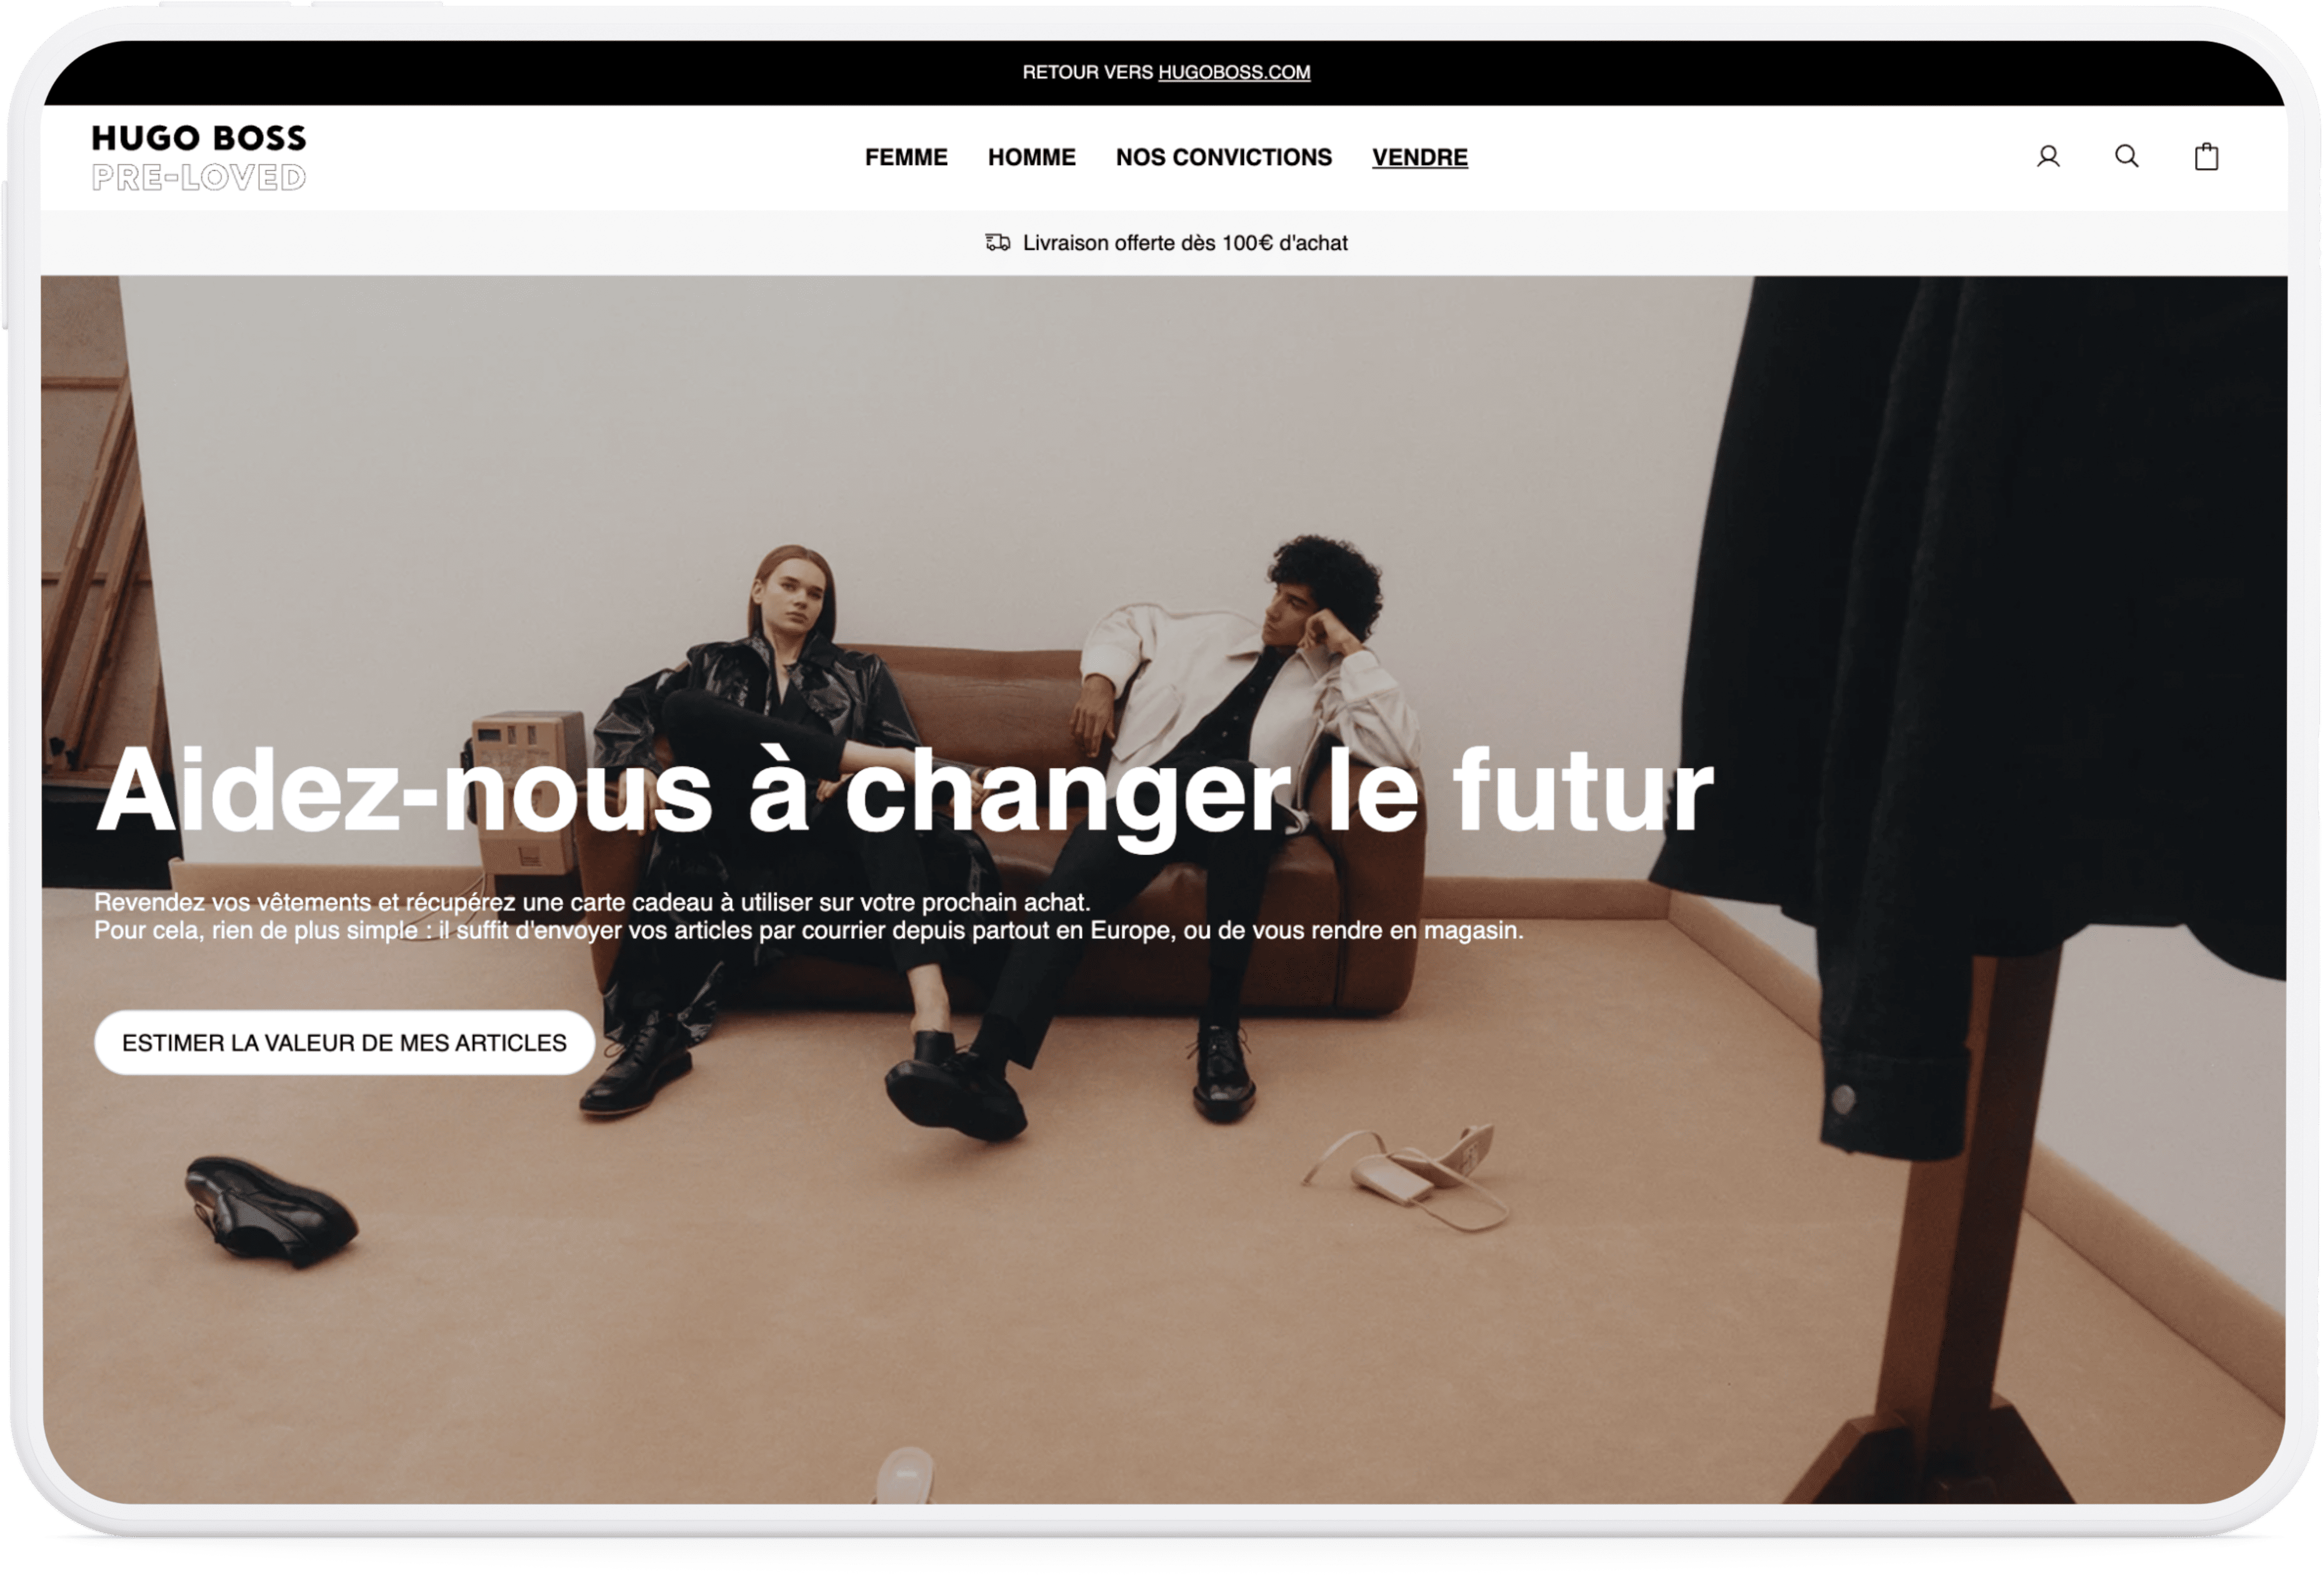 RETOUR VERS HUGOBOSS.COM
HUGO BOSS
PRE-LOVED
FEMME HOMME NOS CONVICTIONS VENDRE
Livraison offerte dès 100€ d'achat
Aidez-nous à changer le futur
Revendez vos vêtements et récupérez une carte cadeau à utiliser sur votre prochain achat.
Pour cela, rien de plus simple : il suffit d'envoyer vos articles par courrier depuis partout en Europe, ou de vous rendre en magasin.
ESTIMER LA VALEUR DE MES ARTICLES